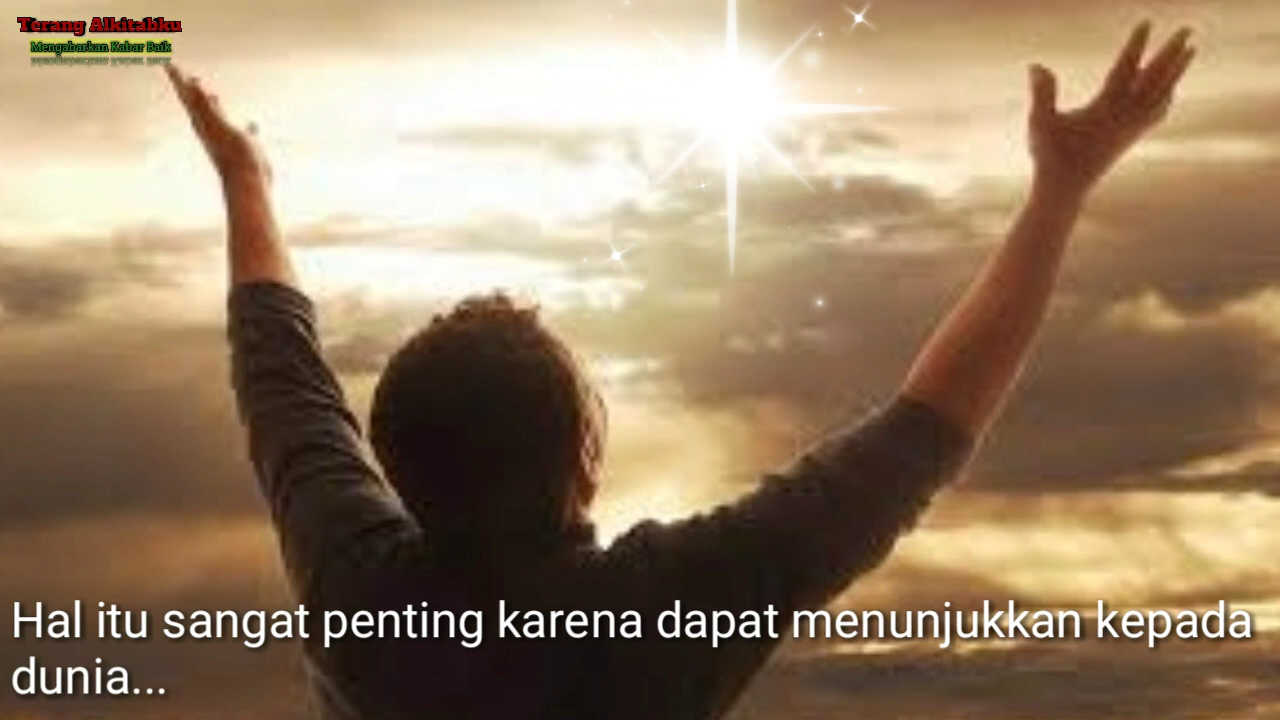 Terang Alkitabku
Mengabarkan Kabar Baik
Hal itu sangat penting karena dapat menunjukkan kepada
dunia...